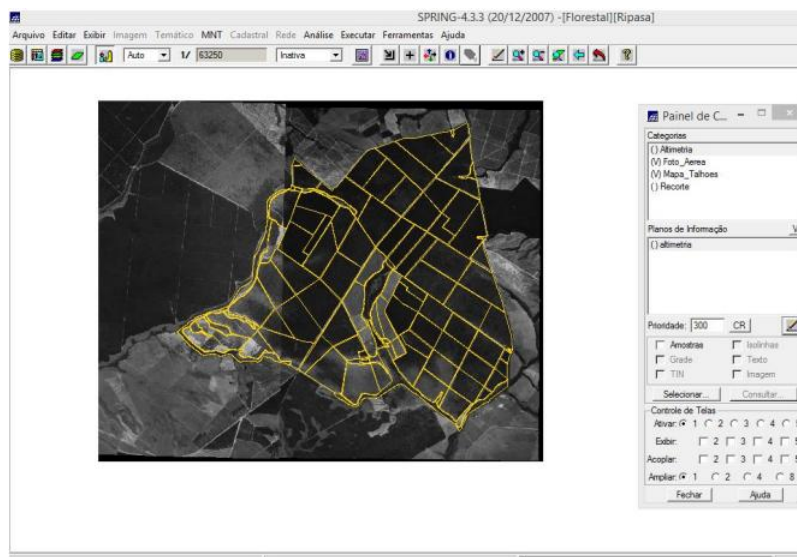 SPRING-4.3.3 (20/12/2007) -[Florestal][Ripasa]
Arquivo Editar Exibir Imagem Temático MNT Cadastral Rede Análise Executar Ferramentas Ajuda
Auto 1/ 63250 Inativa
Painel de C...
Categorias
() Altimetria
(V) Foto_Aerea
(V) Mapa_Talhoes
() Recorte
Planos de Informação V
() altimetria
Prioridade: 300 CR
Amostras Isolinhas
Grade Texto
TIN Imagem
Selecionar... Consultar...
Controle de Telas
Ativar: 1 2 3 4 5
Exibir: 2 3 4 5
Acoplar: 2 3 4 5
Ampliar: 1 2 4 8
Fechar Ajuda